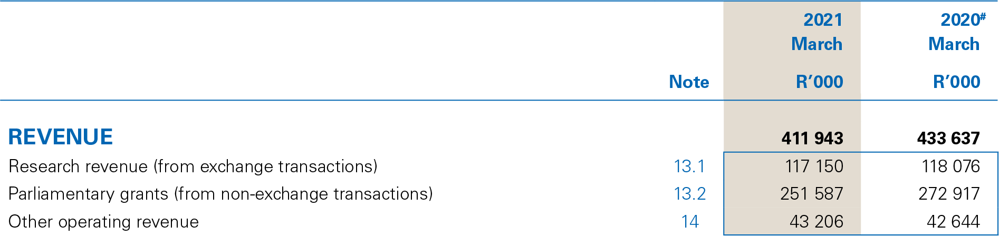 2021 2020#
March March
Note R’000 R’000
REVENUE 411 943 433 637
Research revenue (from exchange transactions) 13.1 117 150 118 076
Parliamentary grants (from non-exchange transactions) 13.2 251 587 272 917
Other operating revenue 14 43 206 42 644